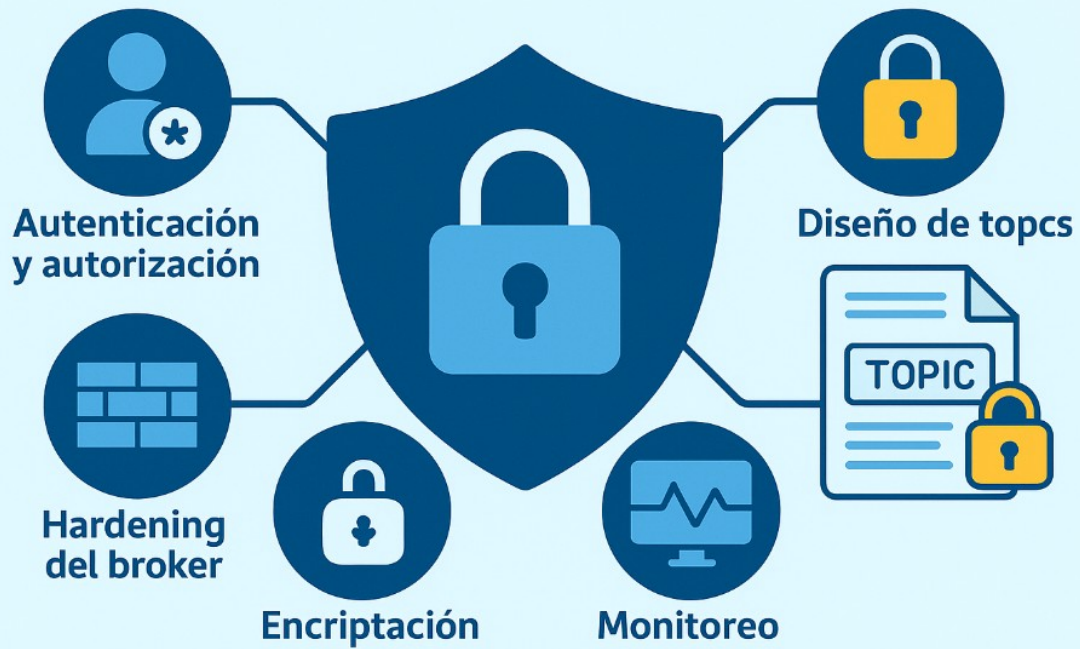 Autenticación
y autorización
Diseño de topcs
TOPIC
Hardening
del broker
Encriptación
Monitoreo